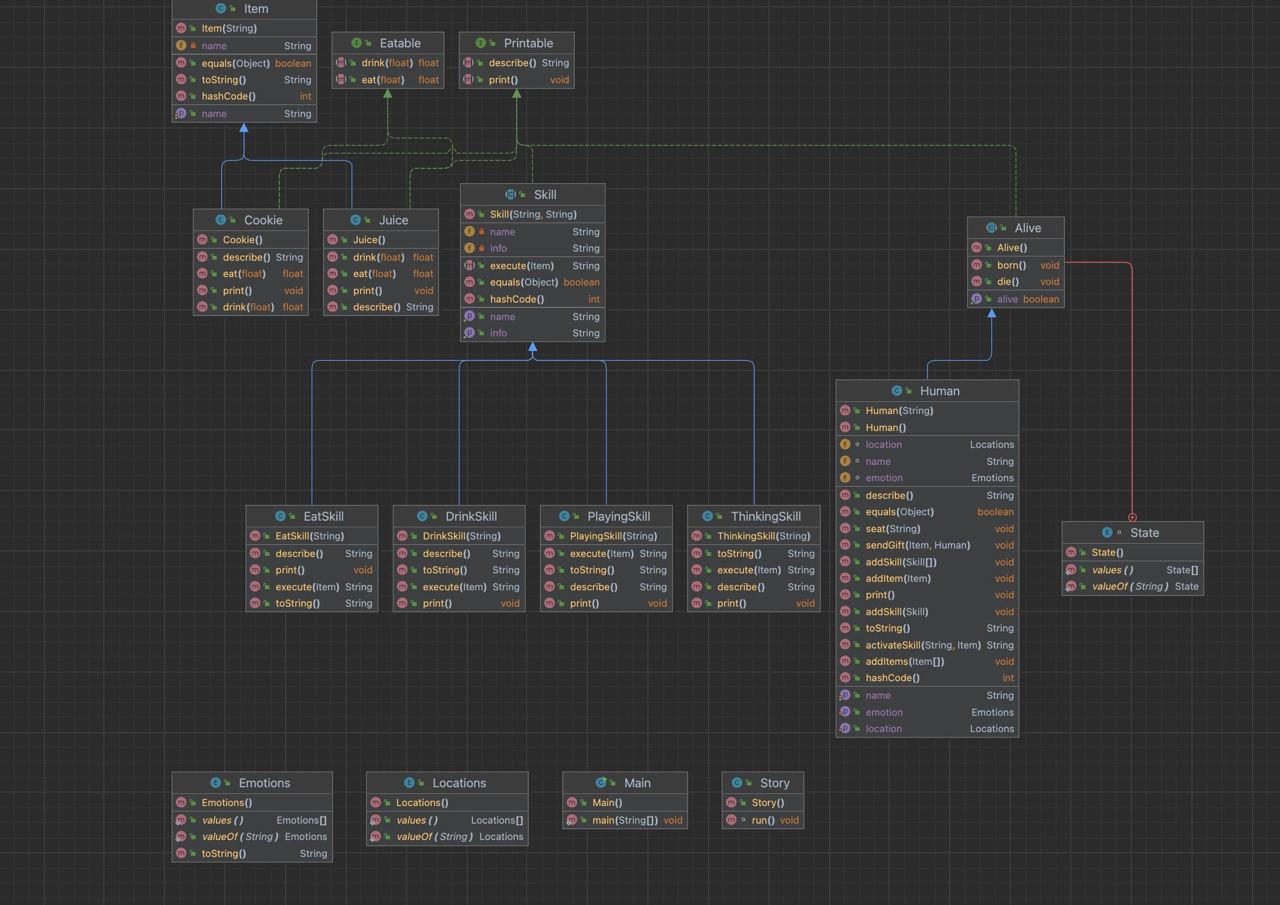 Item
Item(String)
name String
equals(Object) boolean
toString() String
hashCode() int
name String
Eatable
drink(float) float
eat(float) float
Printable
describe() String
print() void
Cookie
Cookie()
describe() String
eat(float) float
print() void
drink(float) float
Juice
Juice()
drink(float) float
eat(float) float
print() void
describe() String
Skill
Skill(String, String)
name String
info String
execute(Item) String
equals(Object) boolean
hashCode() int
name String
info String
Alive
Alive()
born() void
die() void
alive boolean
EatSkill
EatSkill(String)
describe() String
print() void
execute(Item) String
toString() String
DrinkSkill
DrinkSkill(String)
describe() String
toString() String
execute(Item) String
print() void
PlayingSkill
PlayingSkill(String)
execute(Item) String
toString() String
describe() String
print() void
ThinkingSkill
ThinkingSkill(String)
toString() String
execute(Item) String
describe() String
print() void
Human
Human(String)
Human()
location Locations
name String
emotion Emotions
describe() String
equals(Object) boolean
seat(String) void
sendGift(Item, Human) void
addSkill(Skill[]) void
addItem(Item) void
print() void
addSkill(Skill) void
toString() String
activateSkill(String, Item) String
addItems(Item[]) void
hashCode() int
name String
emotion Emotions
location Locations
State
State()
values() State[]
valueOf(String) State
Emotions
Emotions()
values() Emotions[]
valueOf(String) Emotions
toString() String
Locations
Locations()
values() Locations[]
valueOf(String) Locations
Main
Main()
main(String[]) void
Story
Story()
run() void